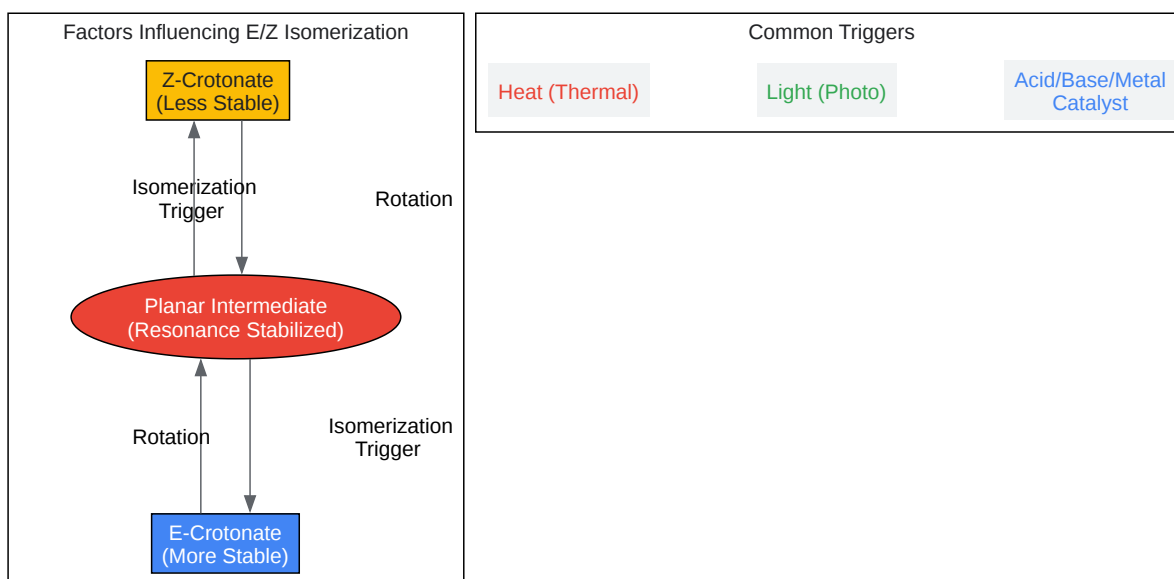 Factors Influencing E/Z Isomerization
Z-Crotonate
(Less Stable)
Isomerization
Trigger
Rotation
Planar Intermediate
(Resonance Stabilized)
Rotation
Isomerization
Trigger
E-Crotonate
(More Stable)
Common Triggers
Heat (Thermal)
Light (Photo)
Acid/Base/Metal
Catalyst